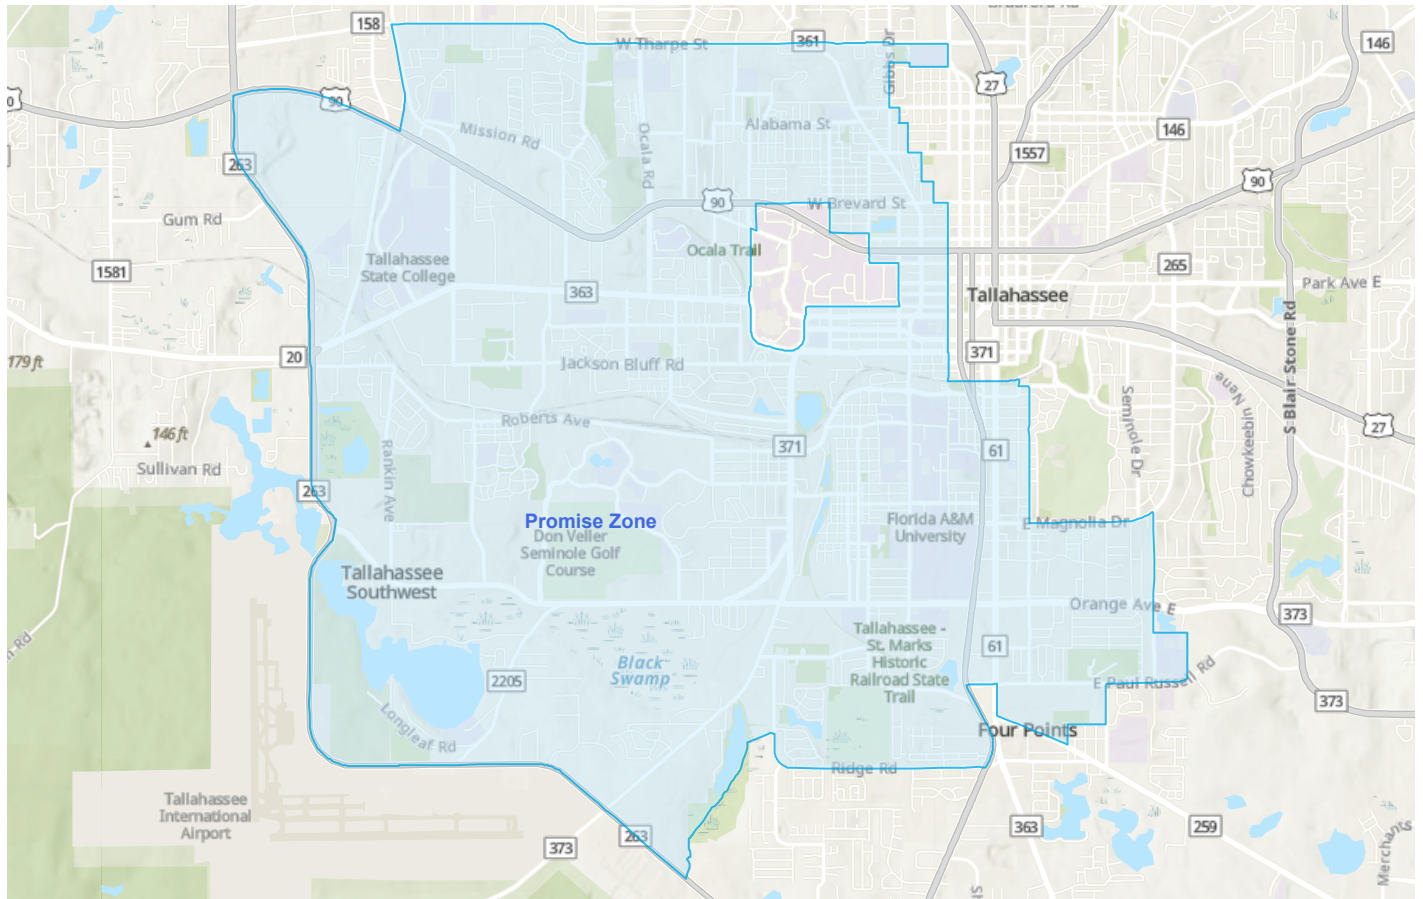 158
W Tharpe St
361
Gibbs Dr
146
27
90
Mission Rd
Ocala Rd
Alabama St
146
1557
263
90
90
W Brevard St
Gum Rd
Ocala Trail
Tallahassee
State College
1581
363
265
Park Ave E
Tallahassee
20
179 ft
Jackson Bluff Rd
371
S Blair Stone Rd
Nene
Chowkeebin
Seminole Dr
Roberts Ave
27
146 ft
Sullivan Rd
Rankin Ave
371
61
263
Promise Zone
Don Veller
Seminole Golf
Course
Florida A&M
University
E Magnolia Dr
Tallahassee
Southwest
Orange Ave E
373
Tallahassee -
St. Marks
Historic
Railroad State
Trail
61
Black
Swamp
2205
E Paul Russell Rd
373
Longleaf Rd
Four Points
Ridge Rd
Tallahassee
International
Airport
263
373
363
259
Merchants